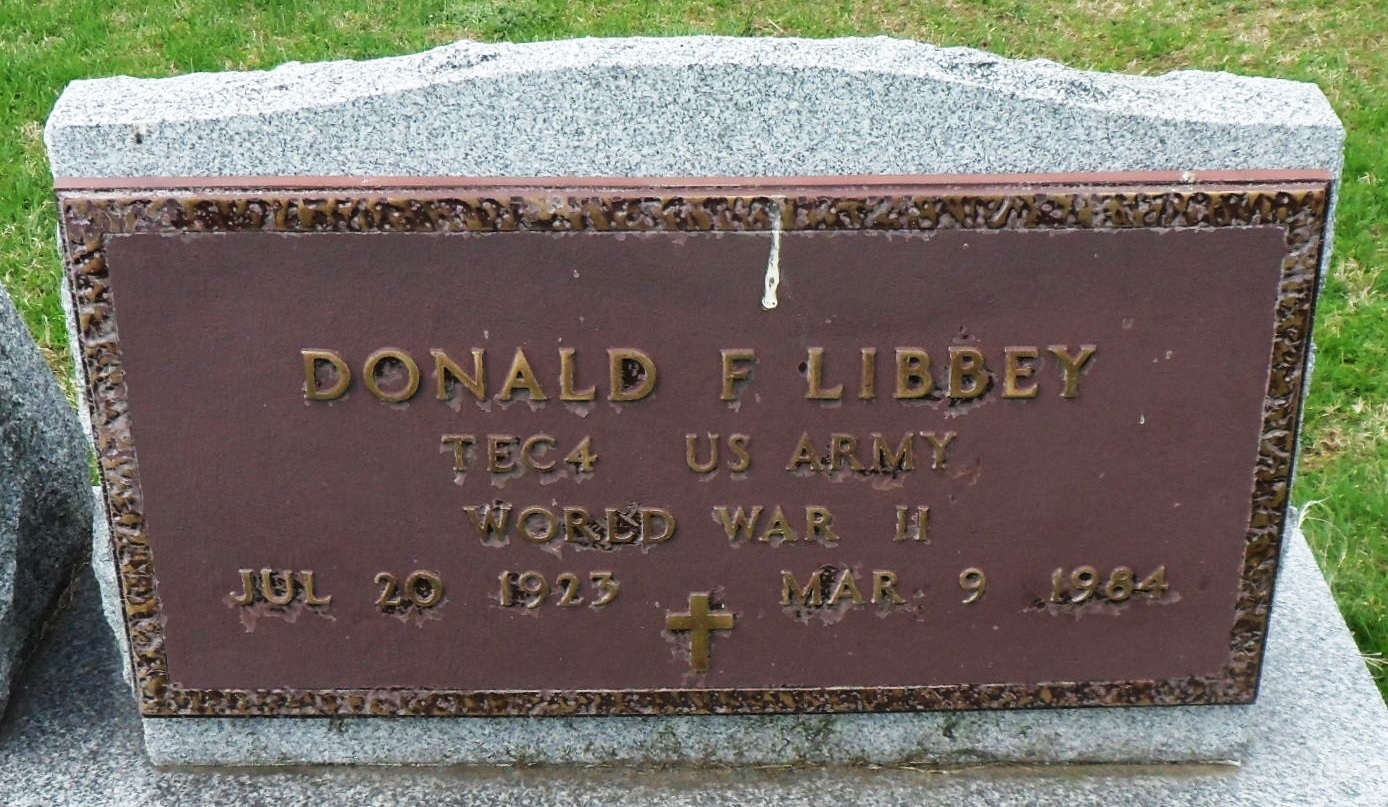 DONALD F LIBBEY
TEC4 US ARMY
WORLD WAR II
JUL 20 1923 MAR 9 1984